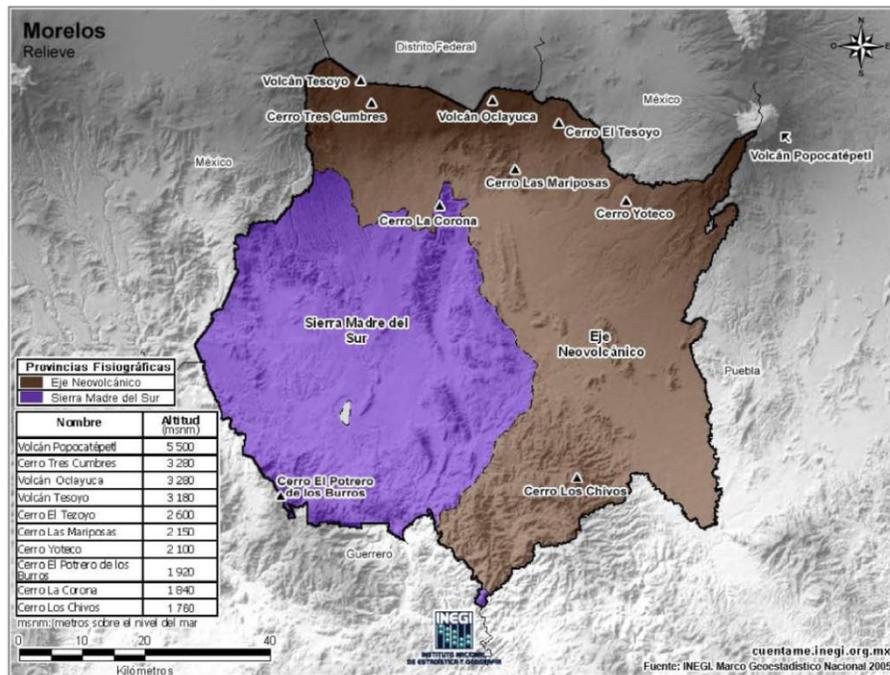 Morelos
Relieve
Distrito Federal
N
E
S
Volcán Tesoyo
Cerro Tres Cumbres
Volcán Oclayuca
México
Cerro El Tesoyo
México
Volcán Popocatépetl
Cerro Las Mariposas
Cerro La Corona
Cerro Yoteco
Sierra Madre del
Sur
Eje
Neovolcánico
Puebla
Provincias Fisiográficas
Eje Neovolcánico
Sierra Madre del Sur
Nombre Altitud
(msnm)
Volcán Popocatépetl 5 500
Cerro Tres Cumbres 3 280
Volcán Oclayuca 3 280
Volcán Tesoyo 3 180
Cerro El Tezoyo 2 600
Cerro Las Mariposas 2 150
Cerro Yoteco 2 100
Cerro El Potrero de los
Burros 1 920
Cerro La Corona 1 840
Cerro Los Chivos 1 760
msnm: (metros sobre el nivel del mar
Cerro El Potrero
de los Burros
Cerro Los Chivos
Guerrero
0 10 20 40
Kilómetros
INEGI
INSTITUTO NACIONAL
DE ESTADÍSTICA Y GEOGRAFÍA
cuentame.inegi.org.mx
Fuente: INEGI. Marco Geoestadístico Nacional 2005